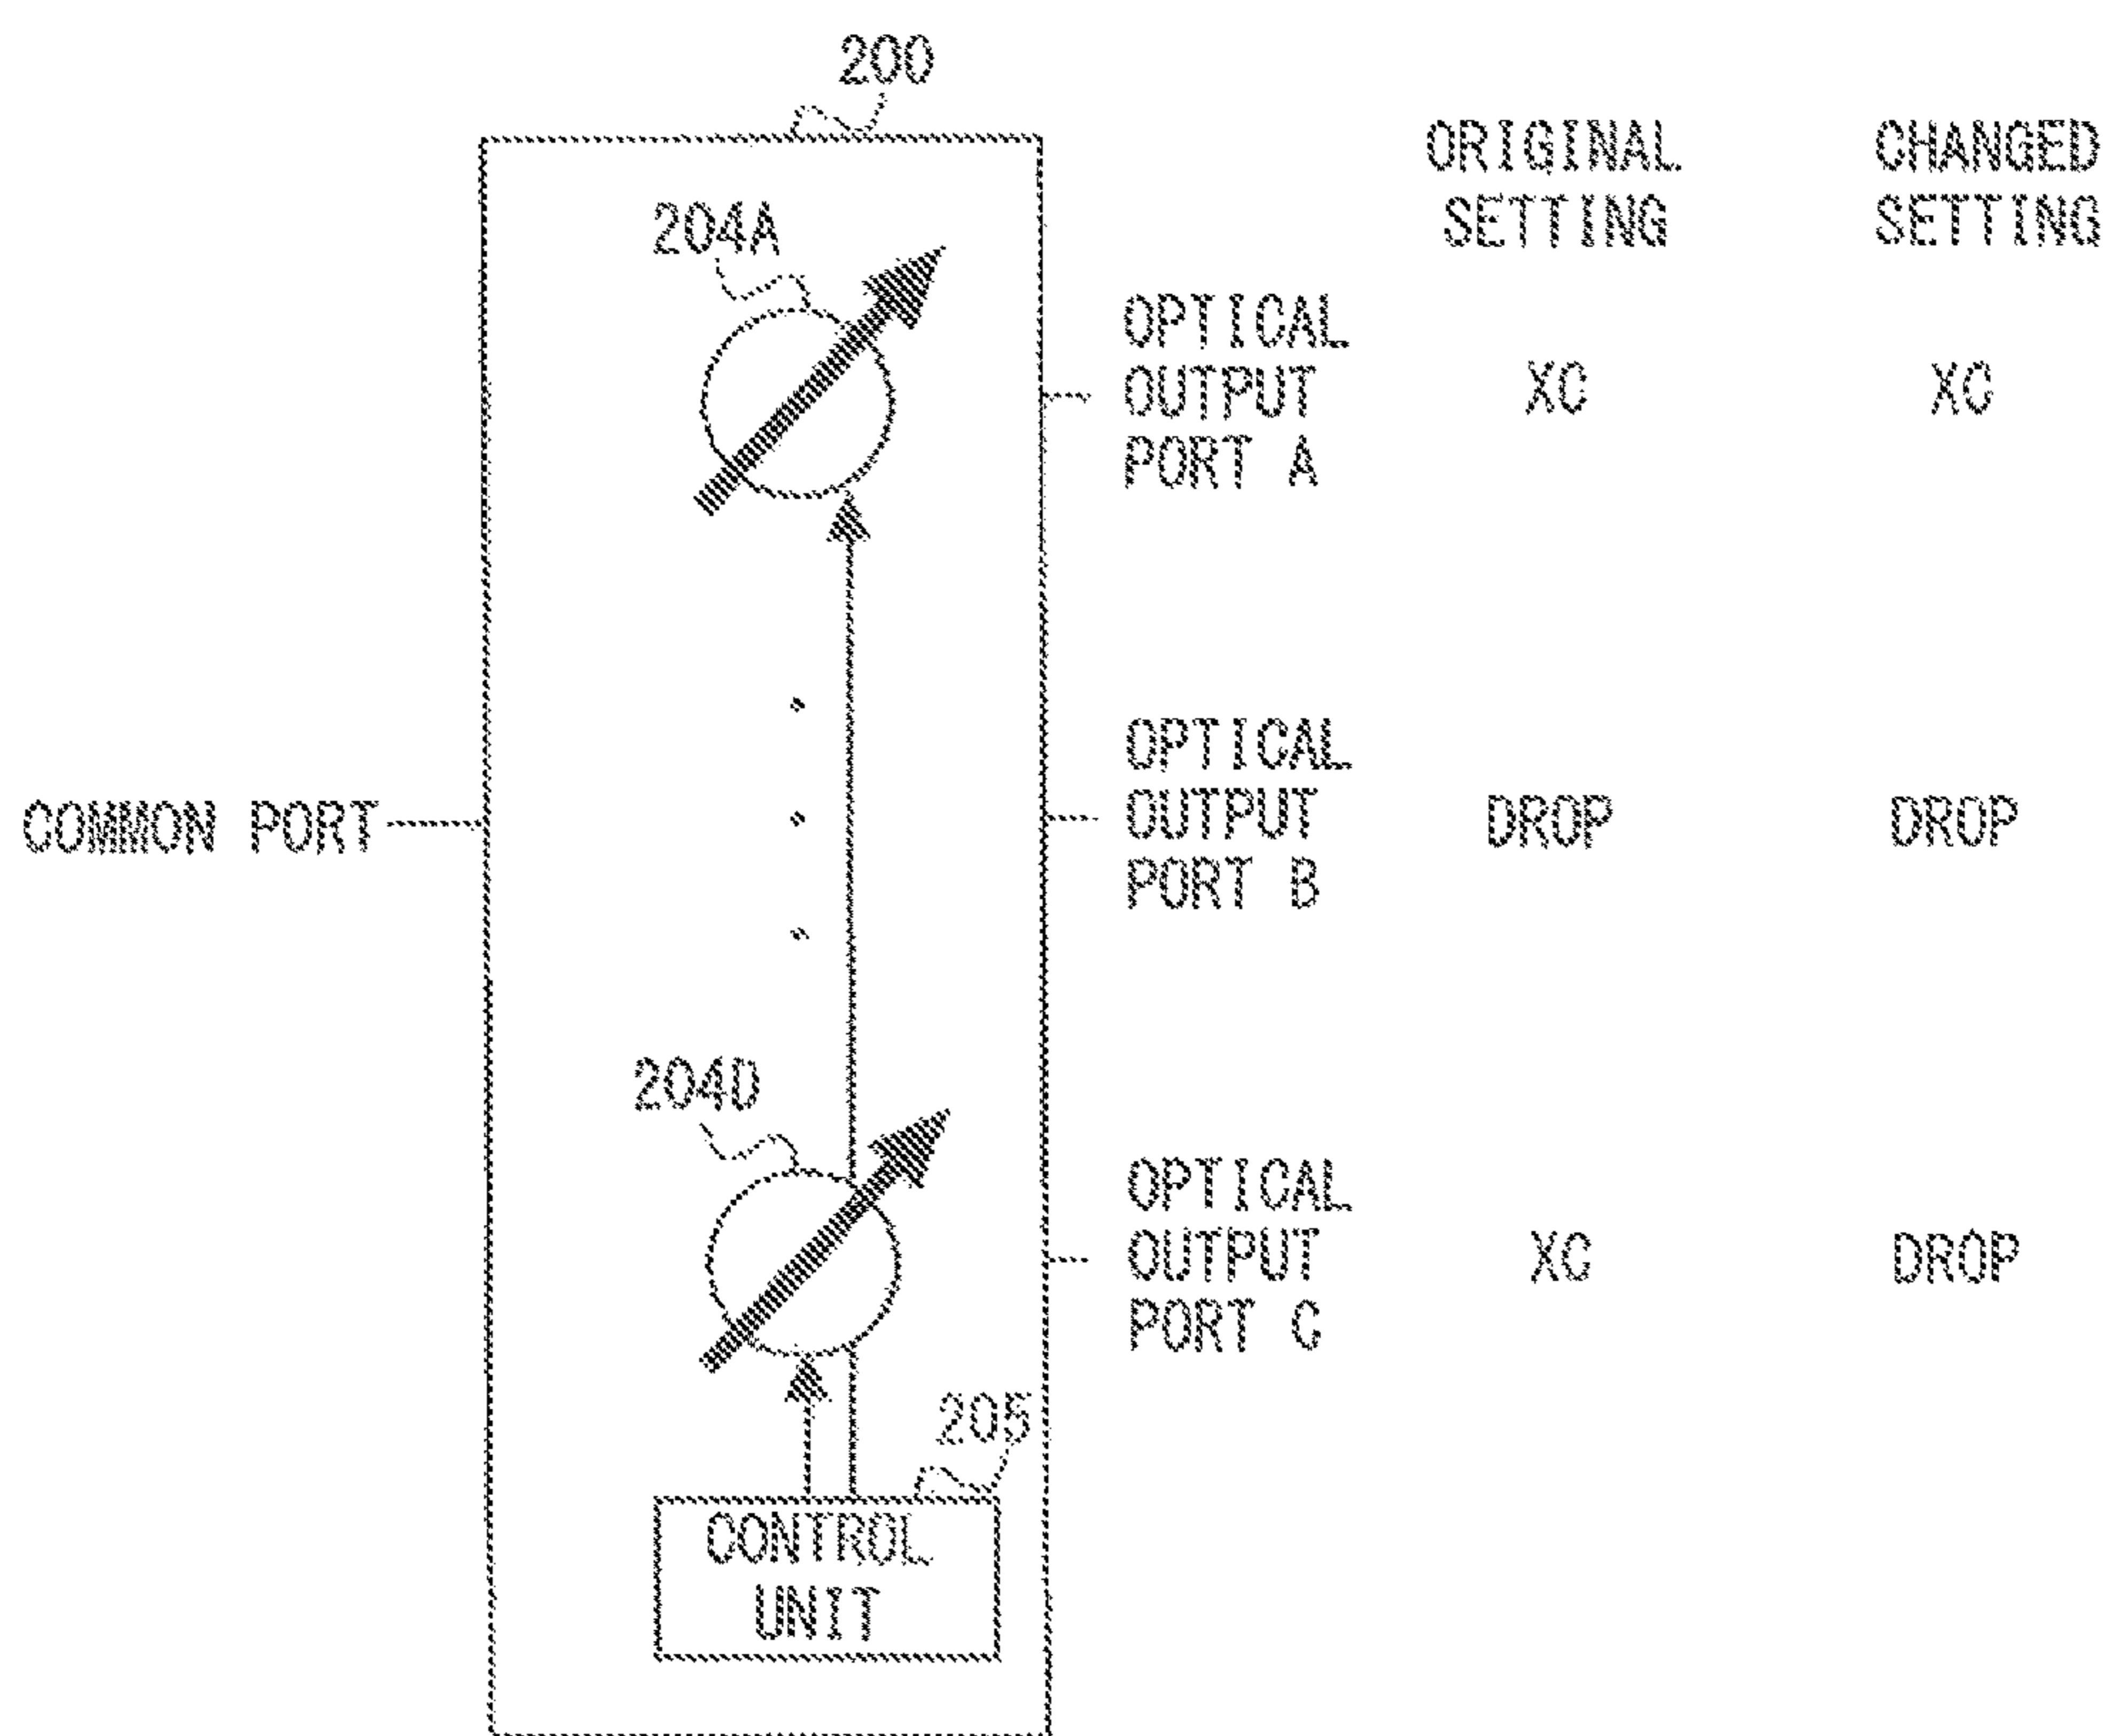 200
ORIGINAL
SETTING
CHANGED
SETTING
204A
OPTICAL
OUTPUT
PORT A
XC
XC
COMMON PORT
OPTICAL
OUTPUT
PORT B
DROP
DROP
204D
OPTICAL
OUTPUT
PORT C
XC
DROP
205
CONTROL
UNIT